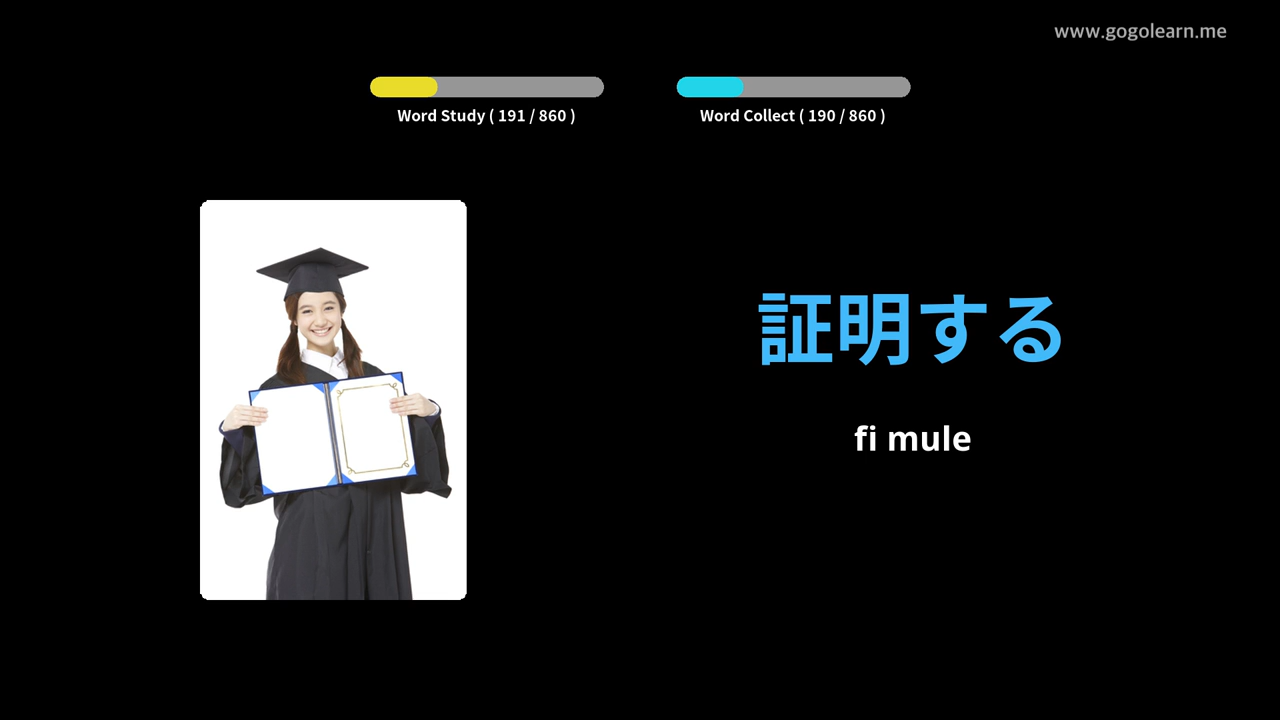 www.gogolearn.me
Word Study ( 191 / 860 )
Word Collect ( 190 / 860 )
証明する
fi mule